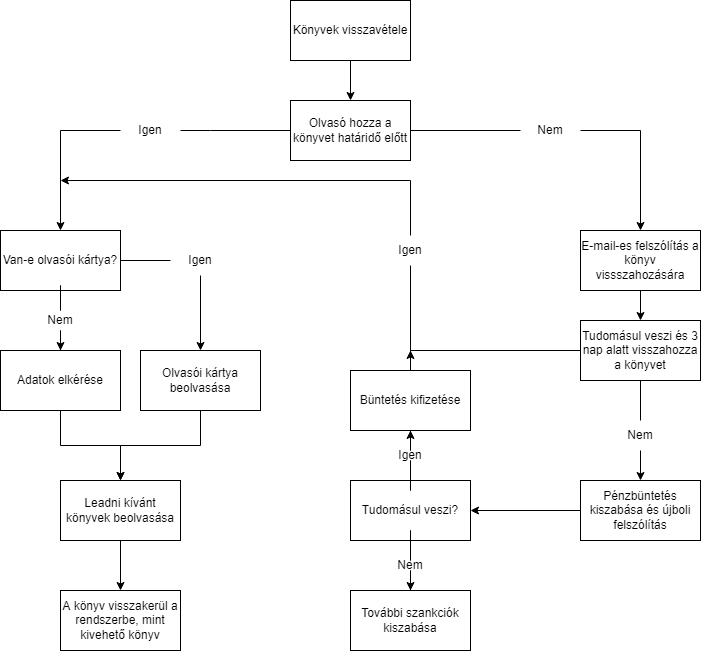 Könyvek visszavétele
Olvasó hozza a
könyvet határidő előtt
Igen
Nem
Van-e olvasói kártya?
Igen
Igen
E-mail-es felszólítás a
könyv
vissszahozására
Nem
Tudomásul veszi és 3
nap alatt visszahozza
a könyvet
Adatok elkérése
Olvasói kártya
beolvasása
Büntetés kifizetése
Nem
Igen
Leadni kívánt
könyvek beolvasása
Tudomásul veszi?
Pénzbüntetés
kiszabása és újboli
felszólítás
Nem
A könyv visszakerül a
rendszerbe, mint
kivehető könyv
További szankciók
kiszabása